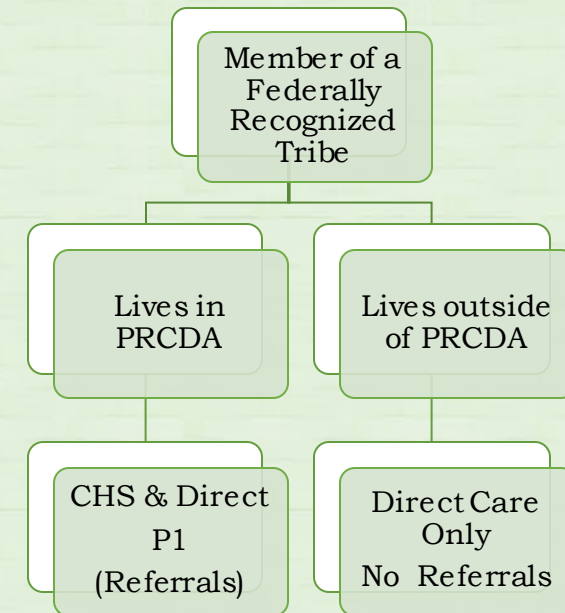 Member of a
Federally
Recognized
Tribe
Lives in
PRCDA
Lives outside
of PRCDA
CHS & Direct
P1
(Referrals)
Direct Care
Only
No Referrals